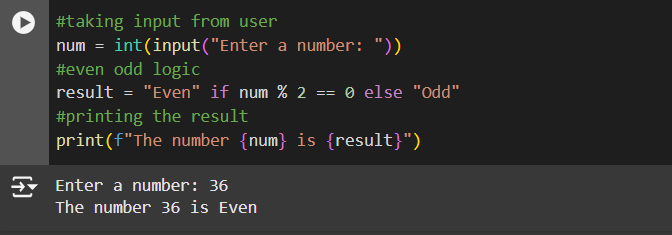 #taking input from user
num = int(input("Enter a number: "))
#even odd logic
result = "Even" if num % 2 == 0 else "Odd"
#printing the result
print(f"The number {num} is {result}")
Enter a number: 36
The number 36 is Even